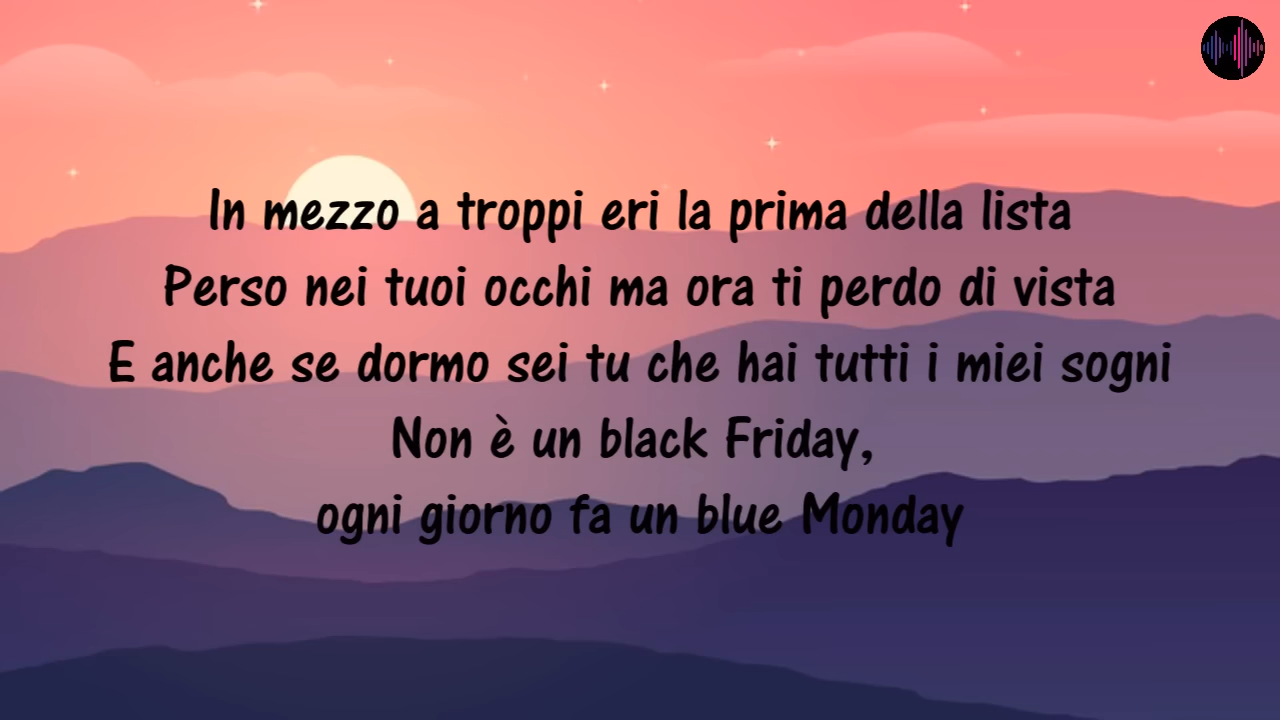 In mezzo a troppi eri la prima della lista
Perso nei tuoi occhi ma ora ti perdo di vista
E anche se dormo sei tu che hai tutti i miei sogni
Non è un black Friday,
ogni giorno fa un blue Monday